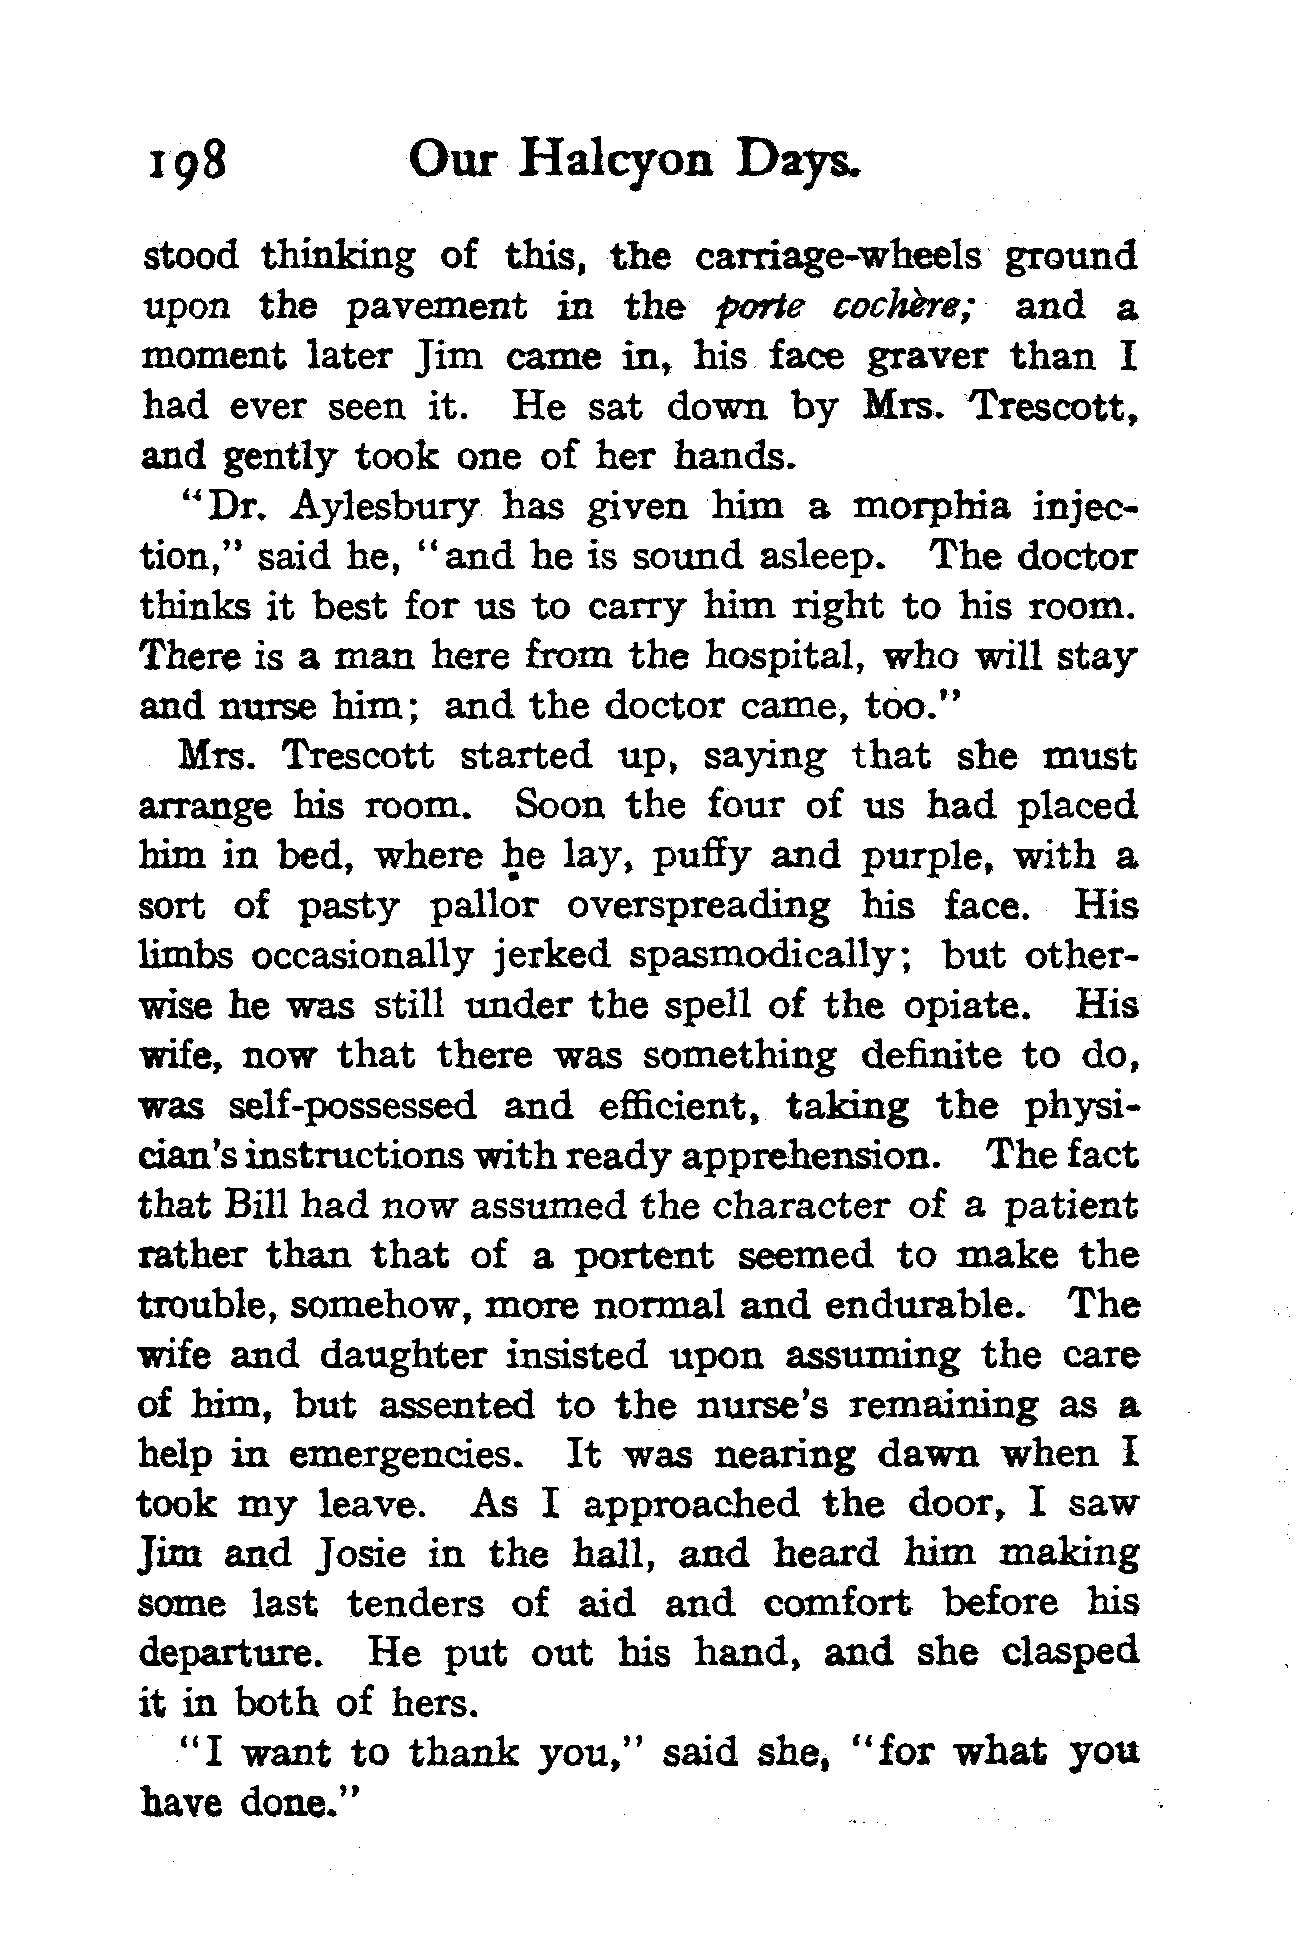 198 Our Halcyon Days.
stood thinking of this, the carriage-wheels ground
upon the pavement in the porte cochère; and a
moment later Jim came in, his face graver than I
had ever seen it. He sat down by Mrs. Trescott,
and gently took one of her hands.
"Dr. Aylesbury has given him a morphia injec-
tion," said he, "and he is sound asleep. The doctor
thinks it best for us to carry him right to his room.
There is a man here from the hospital, who will stay
and nurse him; and the doctor came, too."
Mrs. Trescott started up, saying that she must
arrange his room. Soon the four of us had placed
him in bed, where he lay, puffy and purple, with a
sort of pasty pallor overspreading his face. His
limbs occasionally jerked spasmodically; but other-
wise he was still under the spell of the opiate. His
wife, now that there was something definite to do,
was self-possessed and efficient, taking the physi-
cian's instructions with ready apprehension. The fact
that Bill had now assumed the character of a patient
rather than that of a portent seemed to make the
trouble, somehow, more normal and endurable. The
wife and daughter insisted upon assuming the care
of him, but assented to the nurse's remaining as a
help in emergencies. It was nearing dawn when I
took my leave. As I approached the door, I saw
Jim and Josie in the hall, and heard him making
some last tenders of aid and comfort before his
departure. He put out his hand, and she clasped
it in both of hers.
"I want to thank you," said she, "for what you
have done."